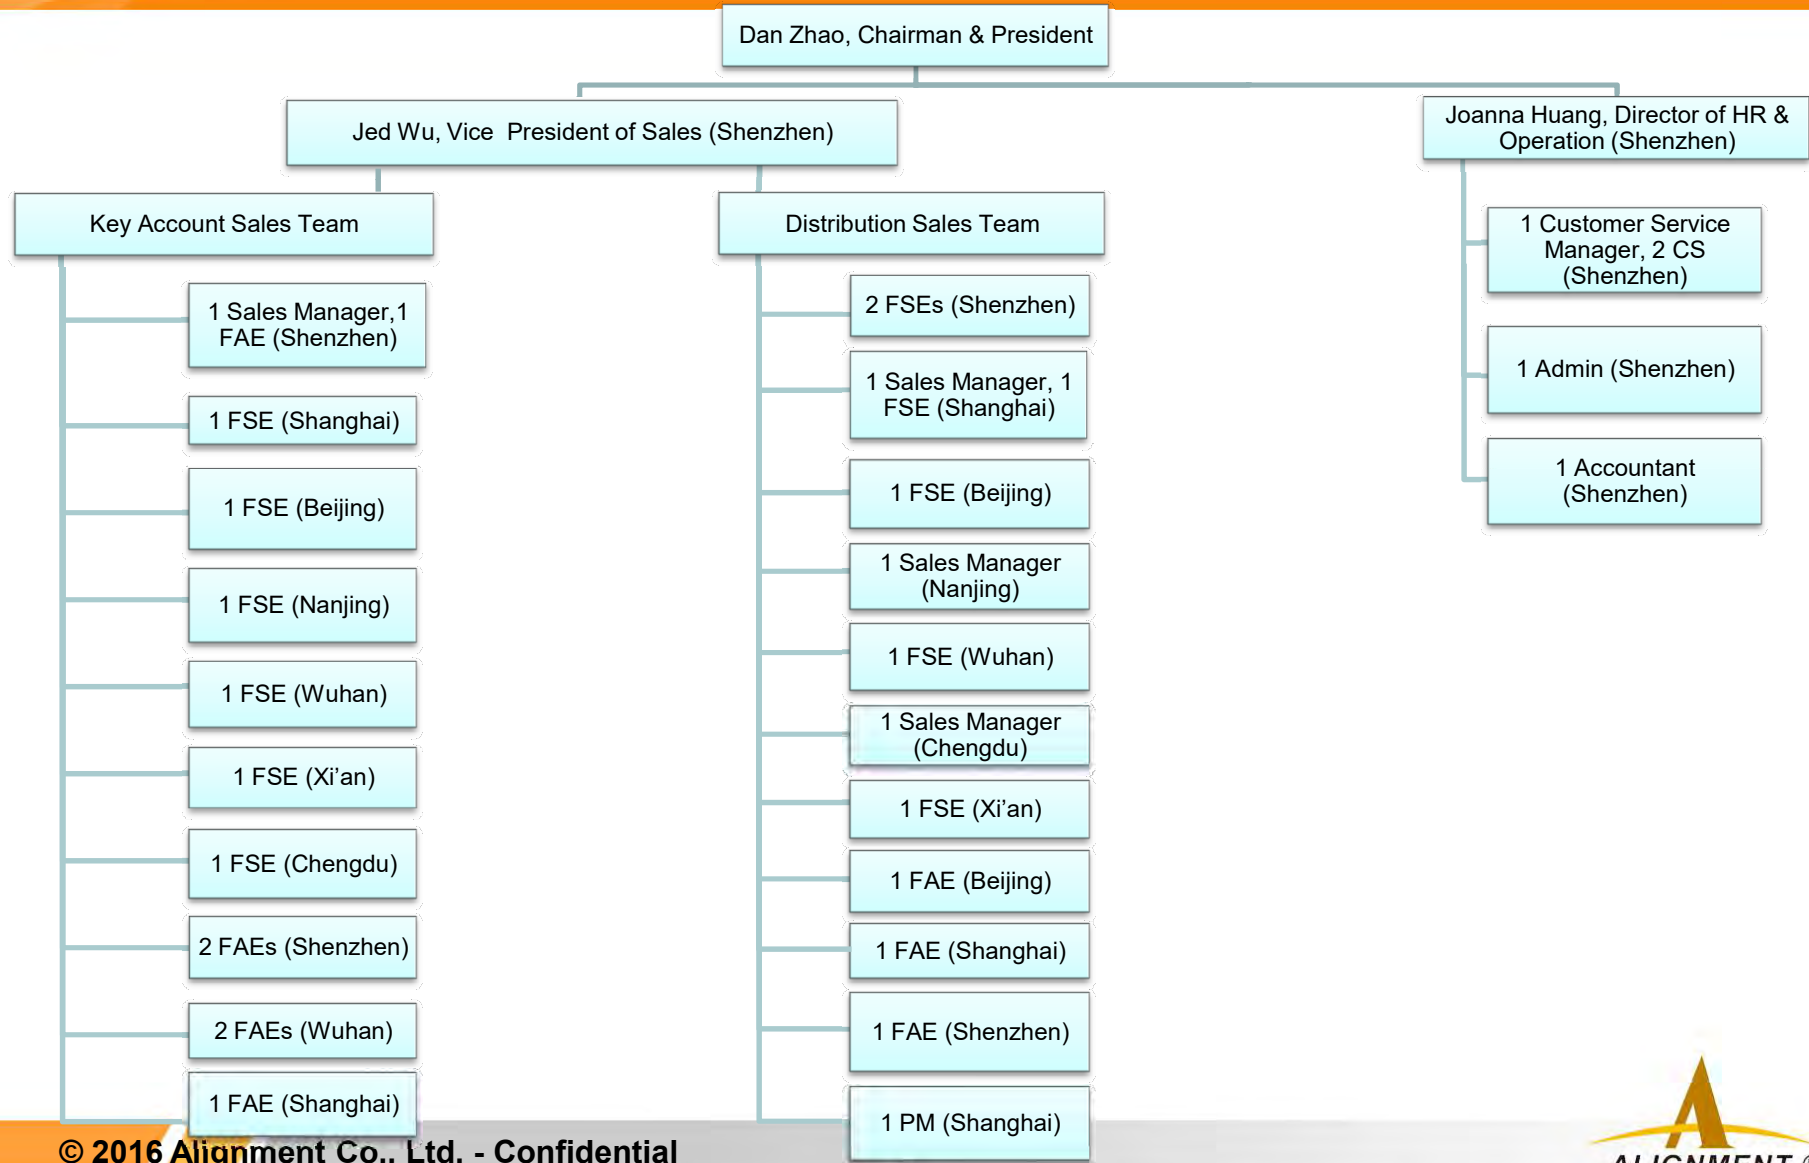 Dan Zhao, Chairman & President
Jed Wu, Vice  President of Sales (Shenzhen)
Joanna Huang, Director of HR &
Operation (Shenzhen)
Key Account Sales Team
1 Sales Manager,1
FAE (Shenzhen)
1 FSE (Shanghai)
1 FSE (Beijing)
1 FSE (Nanjing)
1 FSE (Wuhan)
1 FSE (Xi’an)
1 FSE (Chengdu)
2 FAEs (Shenzhen)
2 FAEs (Wuhan)
1 FAE (Shanghai)
Distribution Sales Team
2 FSEs (Shenzhen)
1 Sales Manager, 1
FSE (Shanghai)
1 FSE (Beijing)
1 Sales Manager
(Nanjing)
1 FSE (Wuhan)
1 Sales Manager
(Chengdu)
1 FSE (Xi’an)
1 FAE (Beijing)
1 FAE (Shanghai)
1 FAE (Shenzhen)
1 PM (Shanghai)
1 Customer Service
Manager, 2 CS
(Shenzhen)
1 Admin (Shenzhen)
1 Accountant
(Shenzhen)
© 2016 Alignment Co., Ltd. - Confidential
ALIGNMENT